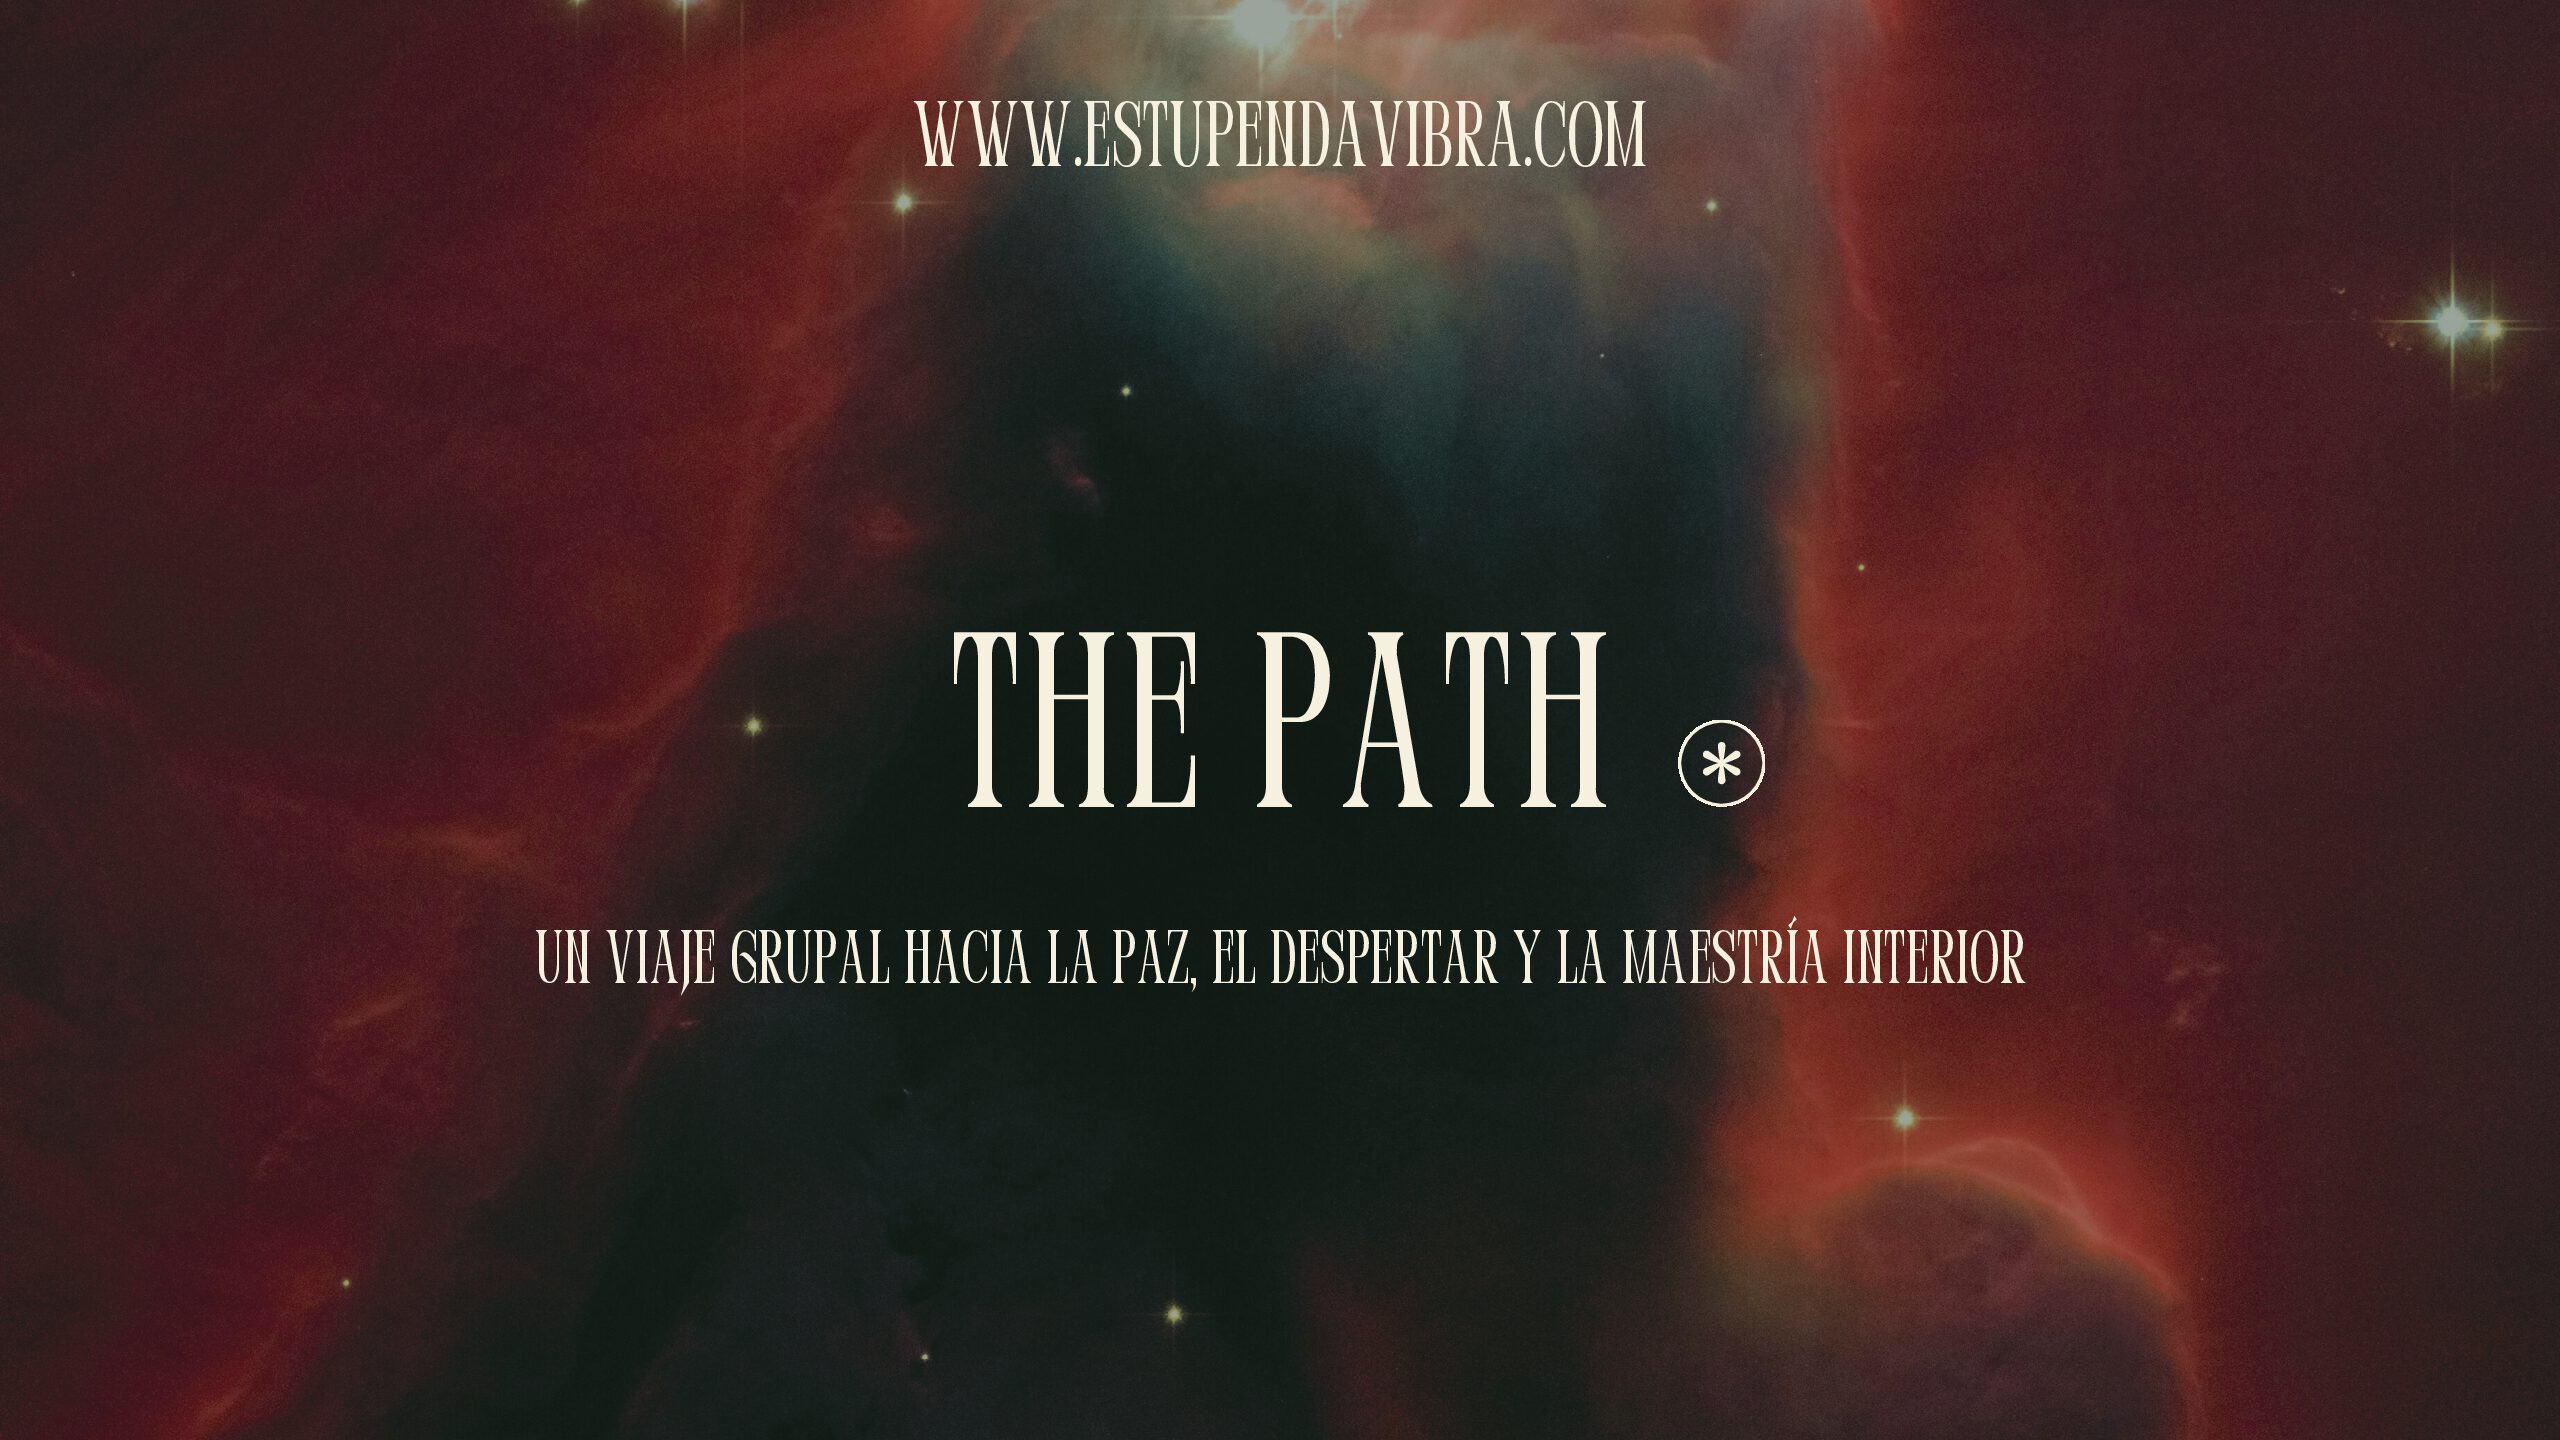 WWW.ESTUPENDAVIBRA.COM
THE PATH *
UN VIAJE GRUPAL HACIA LA PAZ, EL DESPERTAR Y LA MAESTRÍA INTERIOR